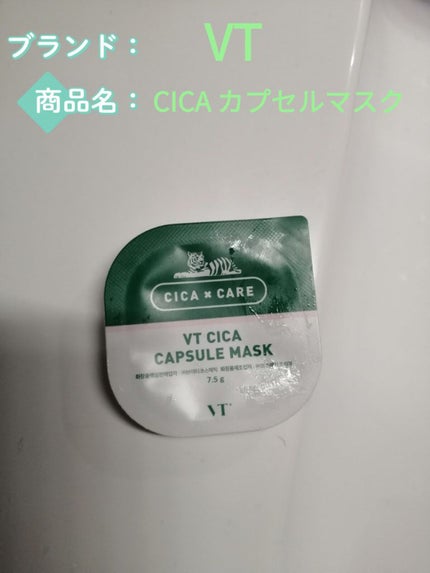 ブランド： VT
商品名： CICA カプセルマスク
CICA × CARE
VT CICA
CAPSULE MASK
7.5 g
VT